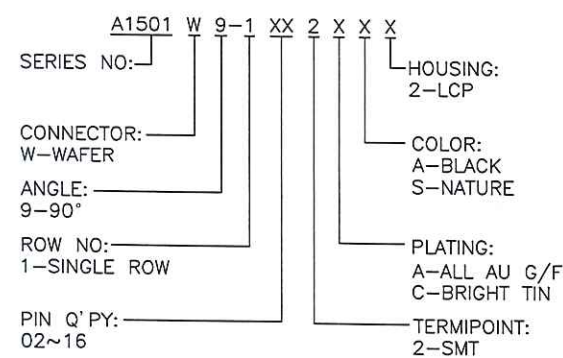 A1501 W 9-1 XX 2 X X X
SERIES NO:
HOUSING:
2-LCP
CONNECTOR:
W-WAFER
COLOR:
A-BLACK
S-NATURE
ANGLE:
9-90°
ROW NO:
1-SINGLE ROW
PLATING:
A-ALL AU G/F
C-BRIGHT TIN
PIN Q'PY:
02~16
TERMIPOINT:
2-SMT